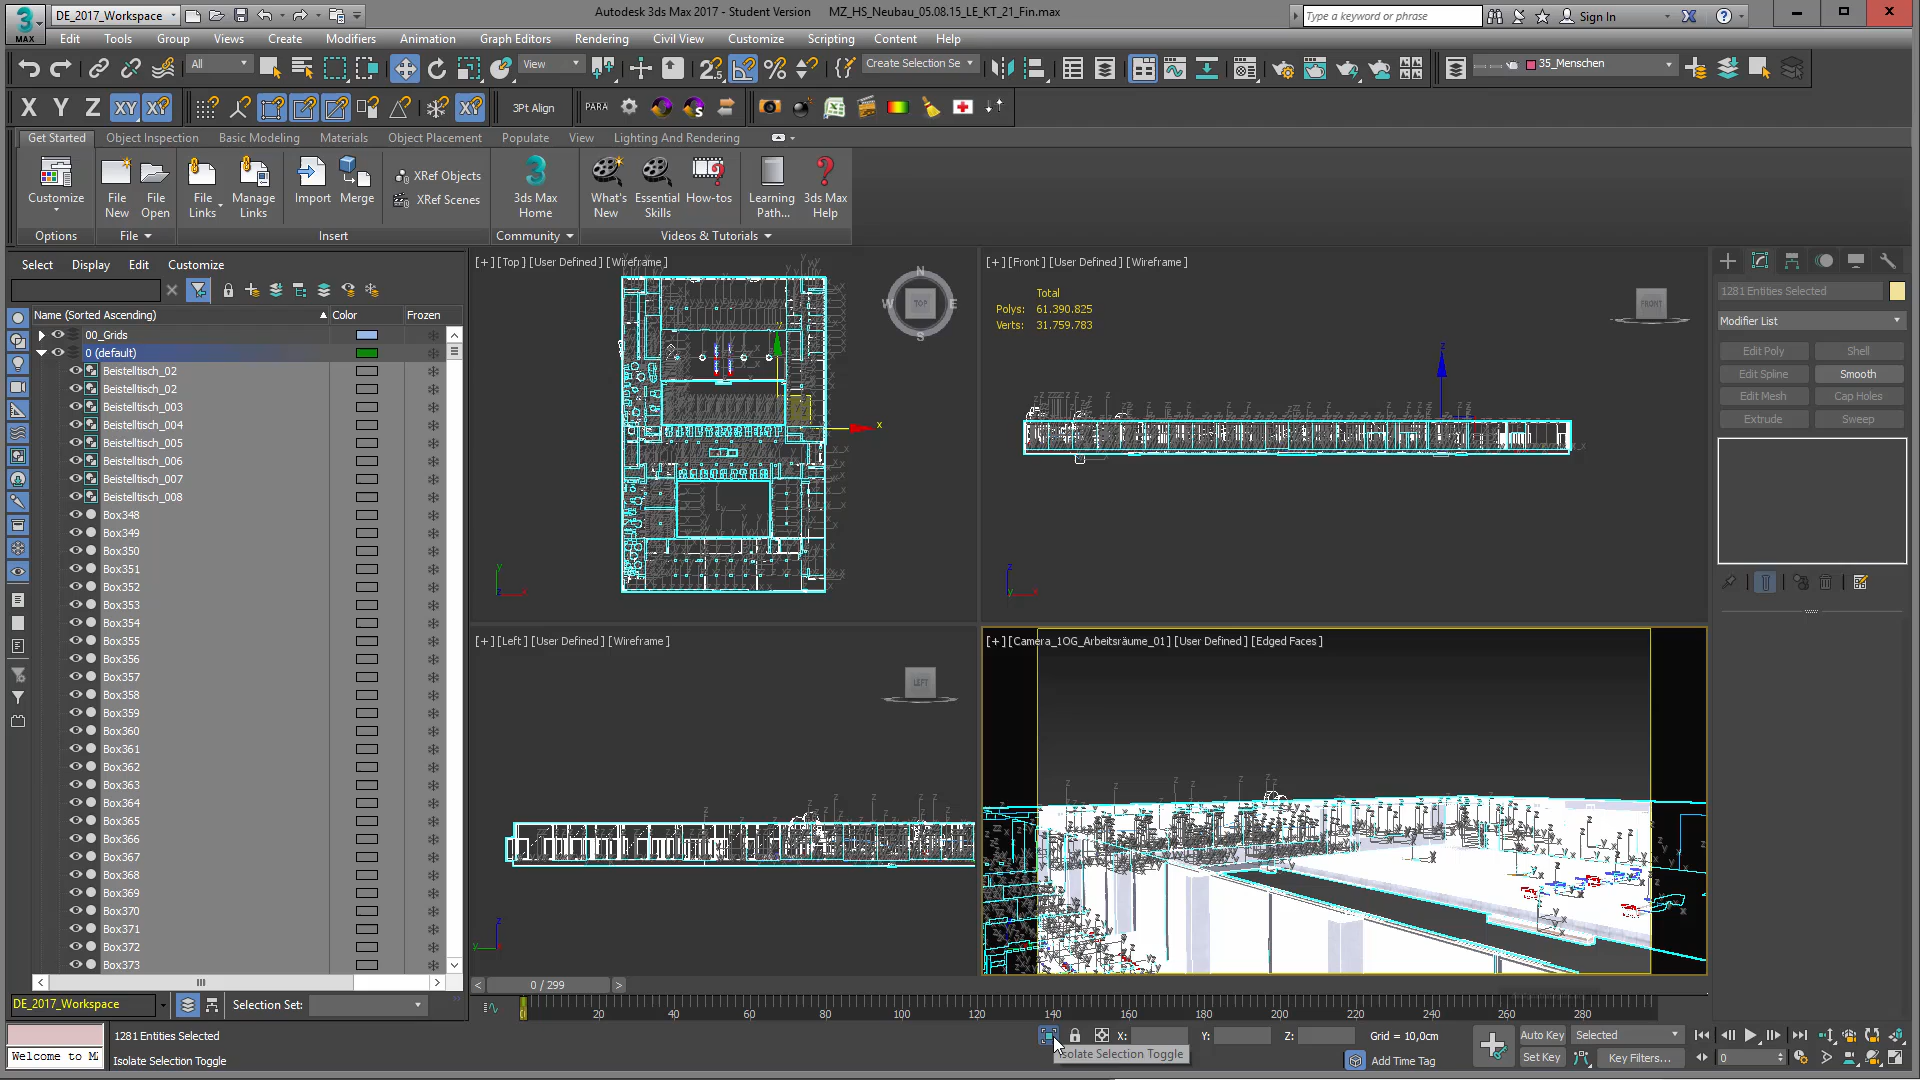 DE_2017_Workspace
Autodesk 3ds Max 2017 - Student Version MZ_HS_Neubau_05.08.15_LE_KT_21_Fin.max
Type a keyword or phrase
Sign In
MAX
Edit Tools Group Views Create Modifiers Animation Graph Editors Rendering Civil View Customize Scripting Content Help
All
View
Create Selection Se
35_Menschen
X Y Z XY
3Pt Align
PARA
Get Started Object Inspection Basic Modeling Materials Object Placement Populate View Lighting And Rendering
Customize
File New
File Open
File Links
Manage Links
Import
Merge
XRef Objects
XRef Scenes
3ds Max Home
What's New
Essential Skills
How-tos
Learning Path...
3ds Max Help
Options File Insert Community Videos & Tutorials
Select Display Edit Customize
Name (Sorted Ascending) Color Frozen
00_Grids
0 (default)
Beistelltisch_02
Beistelltisch_02
Beistelltisch_003
Beistelltisch_004
Beistelltisch_005
Beistelltisch_006
Beistelltisch_007
Beistelltisch_008
Box348
Box349
Box350
Box351
Box352
Box353
Box354
Box355
Box356
Box357
Box358
Box359
Box360
Box361
Box362
Box363
Box364
Box365
Box366
Box367
Box368
Box369
Box370
Box371
Box372
Box373
[+] [Top] [User Defined] [Wireframe]
N
W TOP E
S
[+] [Front] [User Defined] [Wireframe]
Total
Polys: 61.390.825
Verts: 31.759.783
FRONT
[+] [Left] [User Defined] [Wireframe]
LEFT
[+] [Camera_1OG_Arbeitsräume_01] [User Defined] [Edged Faces]
1281 Entities Selected
Modifier List
Edit Poly Shell
Edit Spline Smooth
Edit Mesh Cap Holes
Extrude Sweep
< 0 / 299 >
DE_2017_Workspace
Selection Set:
0 20 40 60 80 100 120 140 160 180 200 220 240 260 280
1281 Entities Selected
Welcome to M
Isolate Selection Toggle
X: Y: Z: Grid = 10,0cm
Isolate Selection Toggle
Add Time Tag
Auto Key Selected
Set Key Key Filters...
0